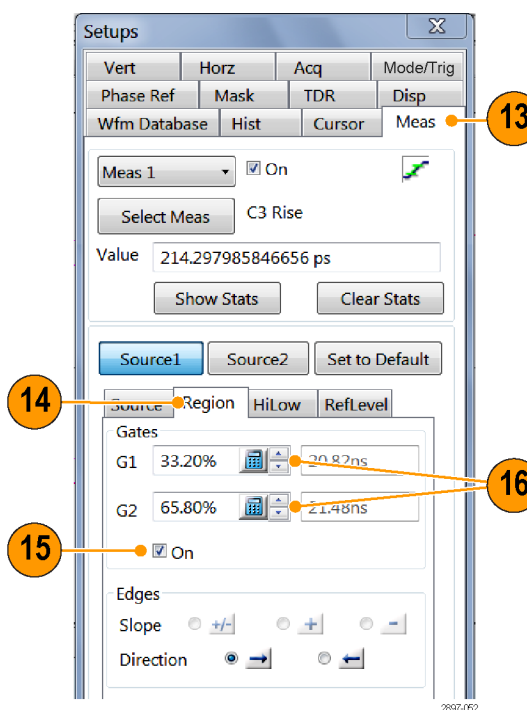 Setups X
Vert Horz Acq Mode/Trig
Phase Ref Mask TDR Disp
Wfm Database Hist Cursor Meas
13
Meas 1 On
Select Meas C3 Rise
Value 214.297985846656 ps
Show Stats Clear Stats
Source1 Source2 Set to Default
14
Source Region HiLow RefLevel
Gates
G1 33.20% 20.82ns
16
G2 65.80% 21.48ns
15
On
Edges
Slope +/- + -
Direction
2897-052